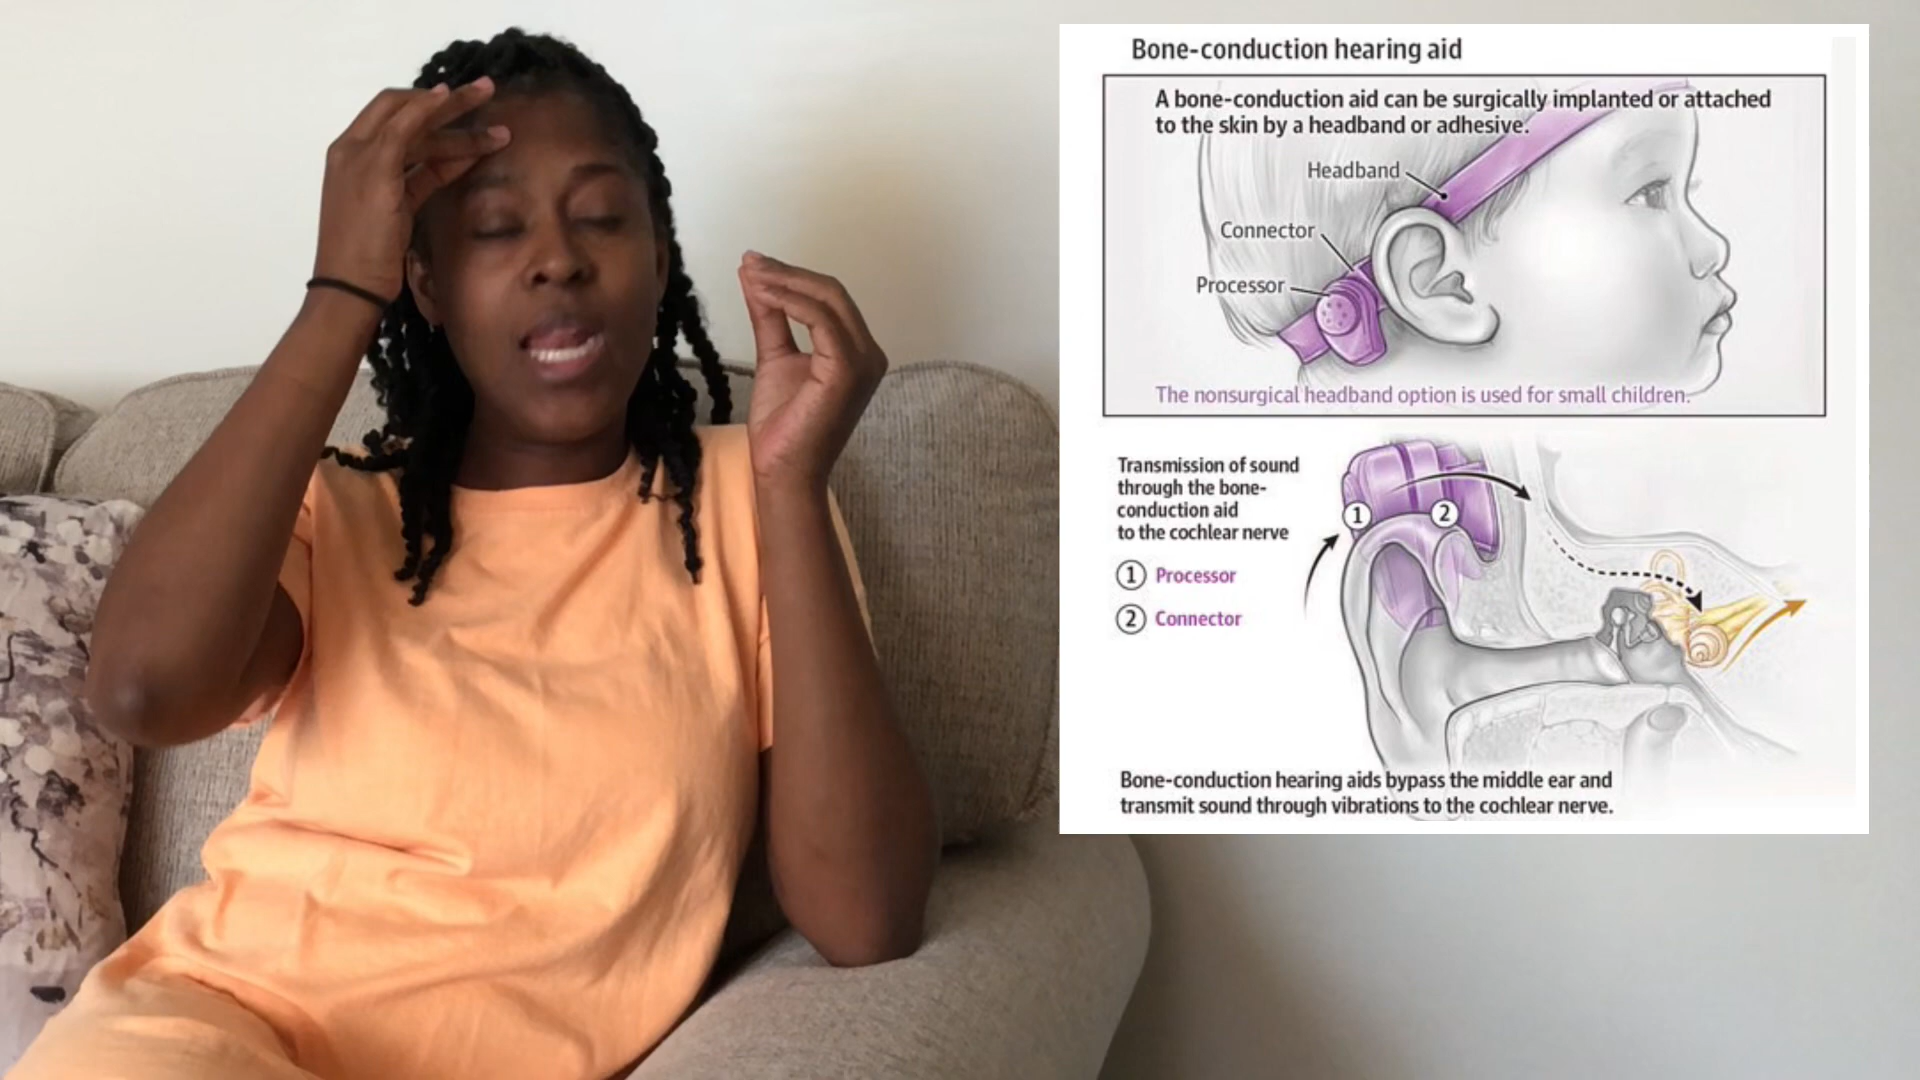 Bone-conduction hearing aid
A bone-conduction aid can be surgically implanted or attached
to the skin by a headband or adhesive.
Headband
Connector
Processor
The nonsurgical headband option is used for small children.
Transmission of sound
through the bone-
conduction aid
to the cochlear nerve
1 Processor
2 Connector
1
2
Bone-conduction hearing aids bypass the middle ear and
transmit sound through vibrations to the cochlear nerve.